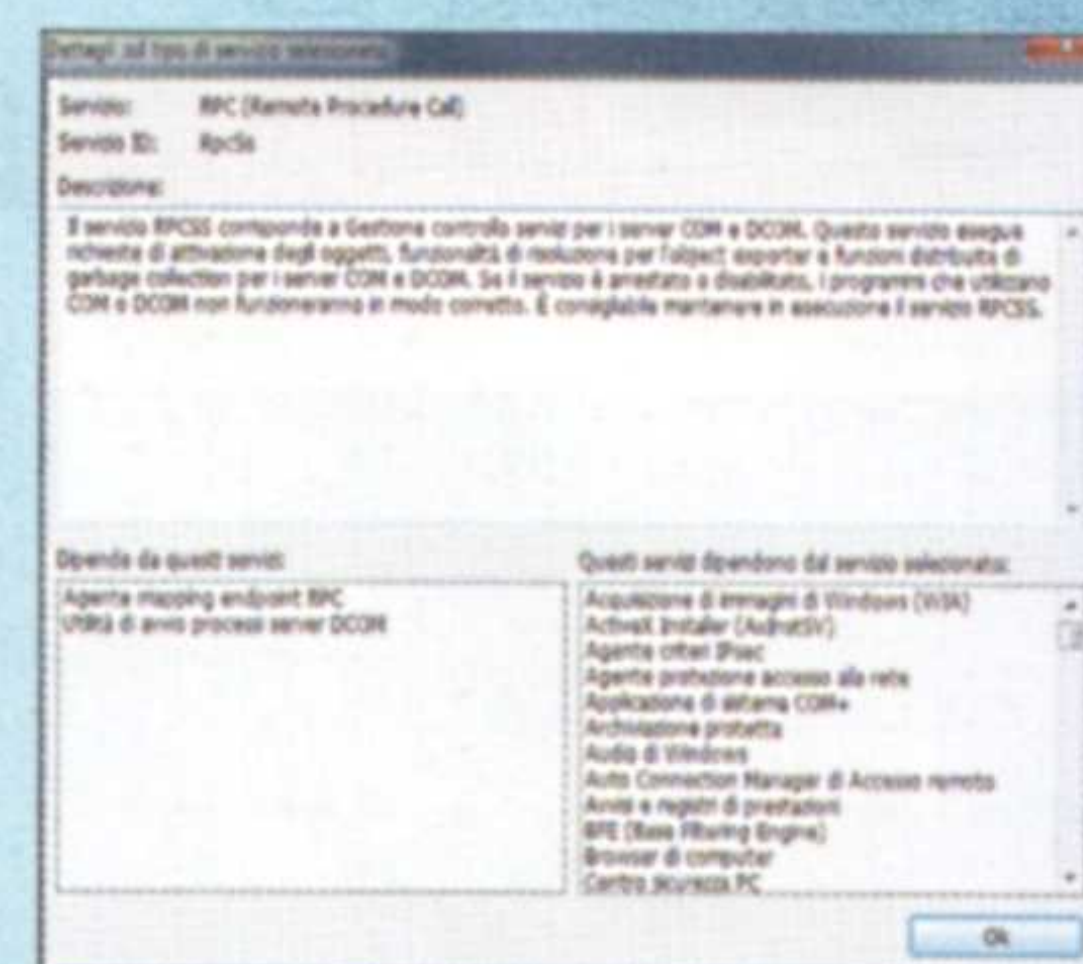 Dettagli sul tipo di servizio selezionato
Servizio: RPC (Remote Procedure Call)
Servizio ID: RpcSs
Descrizione:
Il servizio RPCSS corrisponde a Gestione controllo servizi per i server COM e DCOM. Questo servizio esegue
richieste di attivazione degli oggetti, funzionalità di risoluzione per l'object exporter e funzioni distribuite di
garbage collection per i server COM e DCOM. Se il servizio è arrestato o disabilitato, i programmi che utilizzano
COM o DCOM non funzioneranno in modo corretto. È consigliabile mantenere in esecuzione il servizio RPCSS.
Dipende da questi servizi:
Agente mapping endpoint RPC
Utilità di avvio processi server DCOM
Questi servizi dipendono dal servizio selezionato:
Acquisizione di immagini di Windows (WIA)
ActiveX Installer (AxInstSV)
Agente criteri IPsec
Agente protezione accesso alla rete
Applicazione di sistema COM+
Archiviazione protetta
Audio di Windows
Auto Connection Manager di Accesso remoto
Avvisi e registri di prestazioni
BFE (Base Filtering Engine)
Browser di computer
Centro sicurezza PC
Ok